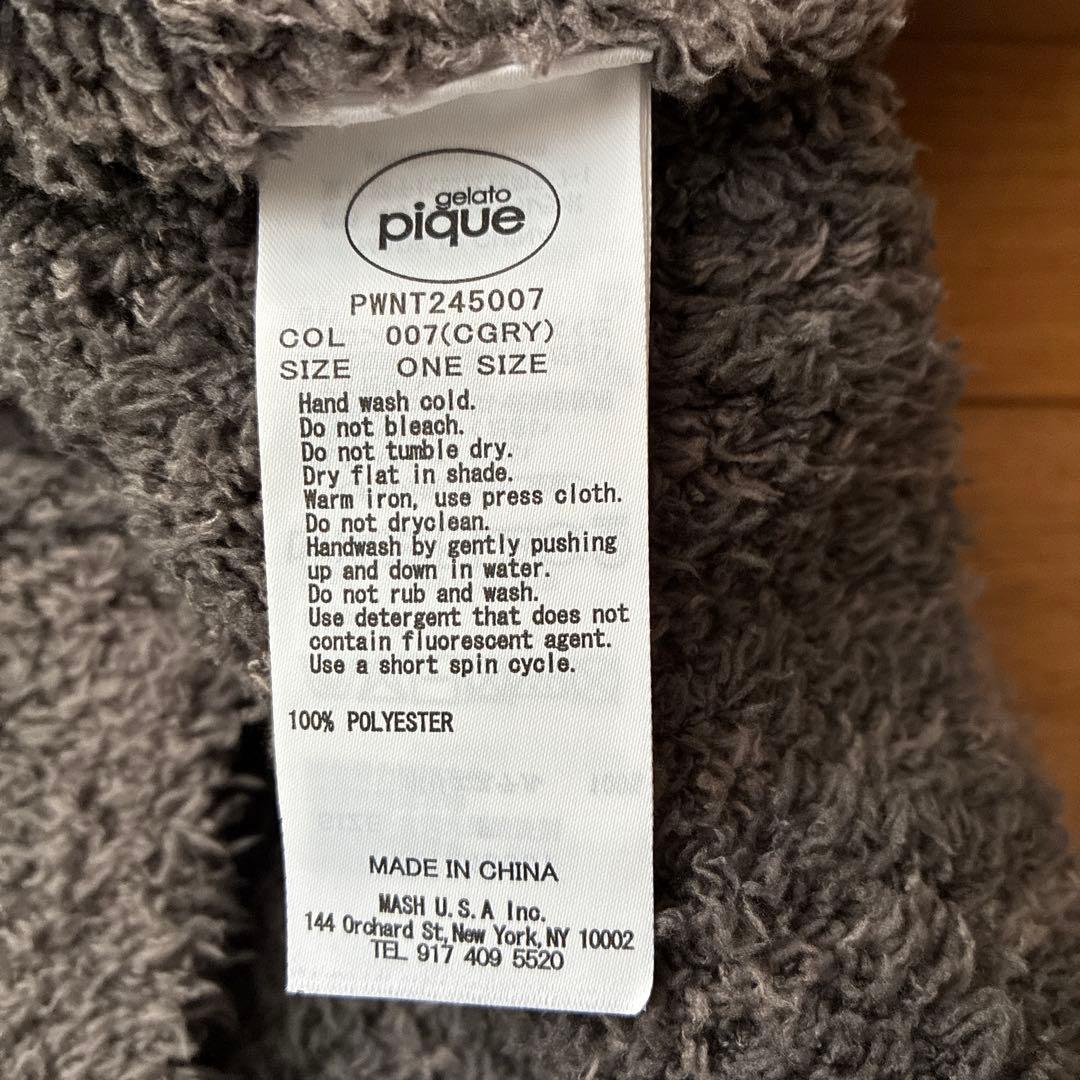 gelato
pique
PWNT245007
COL 007(CGRY)
SIZE ONE SIZE
Hand wash cold.
Do not bleach.
Do not tumble dry.
Dry flat in shade.
Warm iron, use press cloth.
Do not dryclean.
Handwash by gently pushing
up and down in water.
Do not rub and wash.
Use detergent that does not
contain fluorescent agent.
Use a short spin cycle.
100% POLYESTER
MADE IN CHINA
MASH U.S.A Inc.
144 Orchard St, New York, NY 10002
TEL 917 409 5520